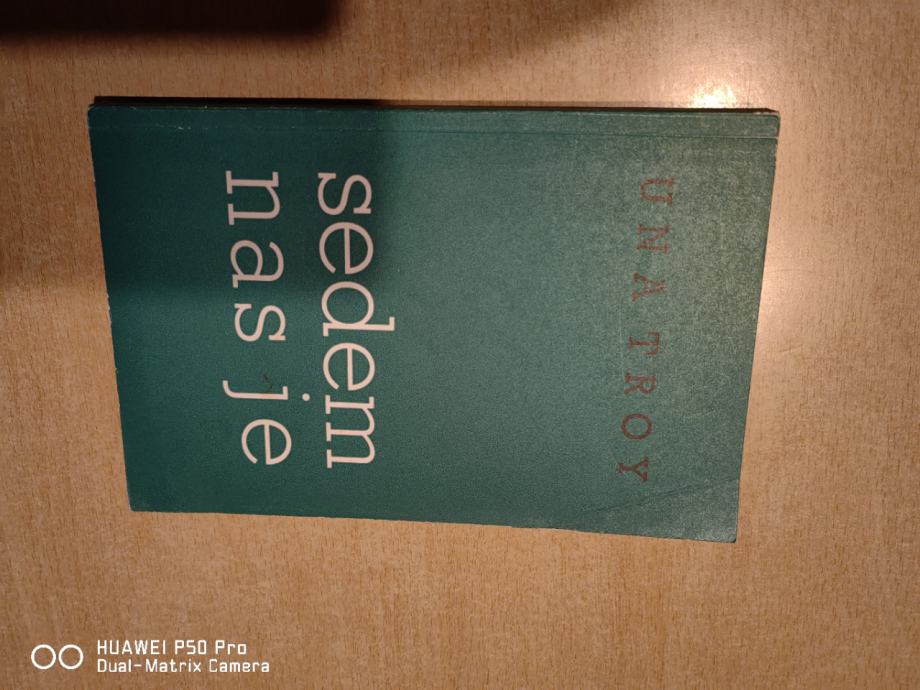 UNA TROY
sedem
nas je
HUAWEI P50 Pro
Dual-Matrix Camera